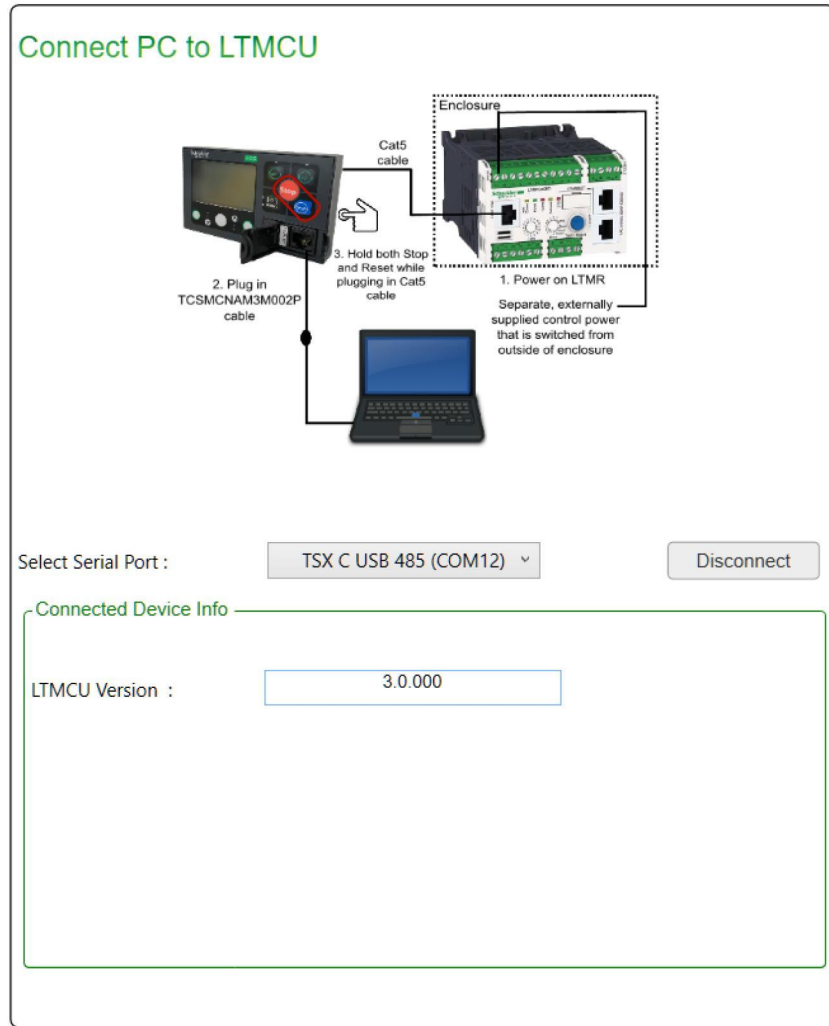 Connect PC to LTMCU
Enclosure
Cat5
cable
Stop
3. Hold both Stop
and Reset while
plugging in Cat5
cable
2. Plug in
TCSMCNAM3M002P
cable
1. Power on LTMR
Separate, externally
supplied control power
that is switched from
outside of enclosure
Select Serial Port :
TSX C USB 485 (COM12)
Disconnect
Connected Device Info
LTMCU Version :
3.0.000